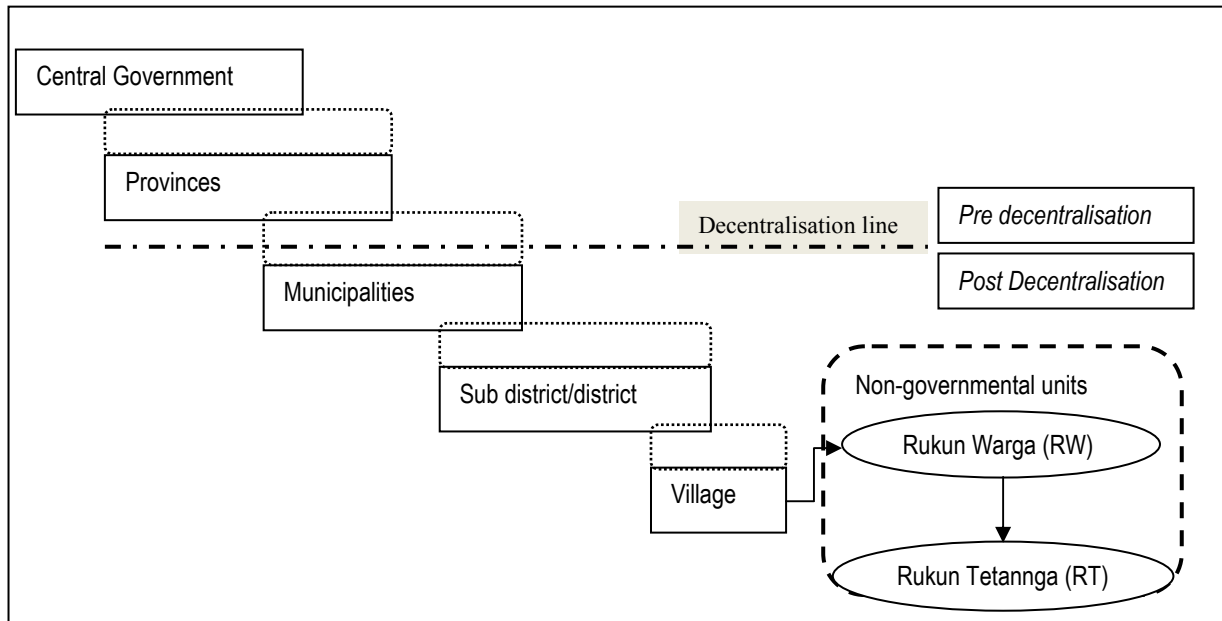 Central Government
Provinces
Decentralisation line
Pre decentralisation
Municipalities
Post Decentralisation
Sub district/district
Non-governmental units
Rukun Warga (RW)
Village
Rukun Tetannga (RT)